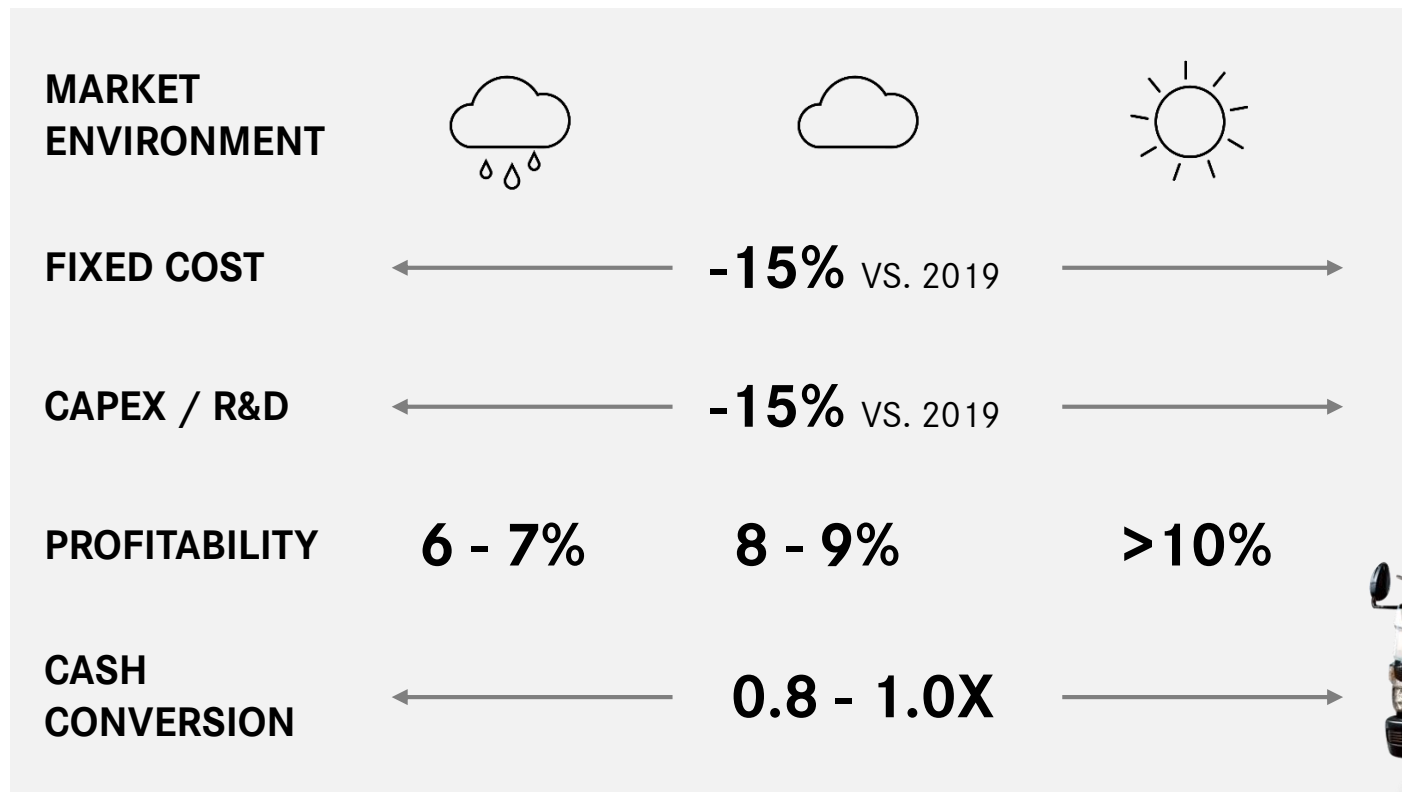 MARKET
ENVIRONMENT
FIXED COST
-15% VS. 2019
CAPEX / R&D
-15% VS. 2019
PROFITABILITY
6 - 7%
8 - 9%
>10%
CASH
CONVERSION
0.8 - 1.0X